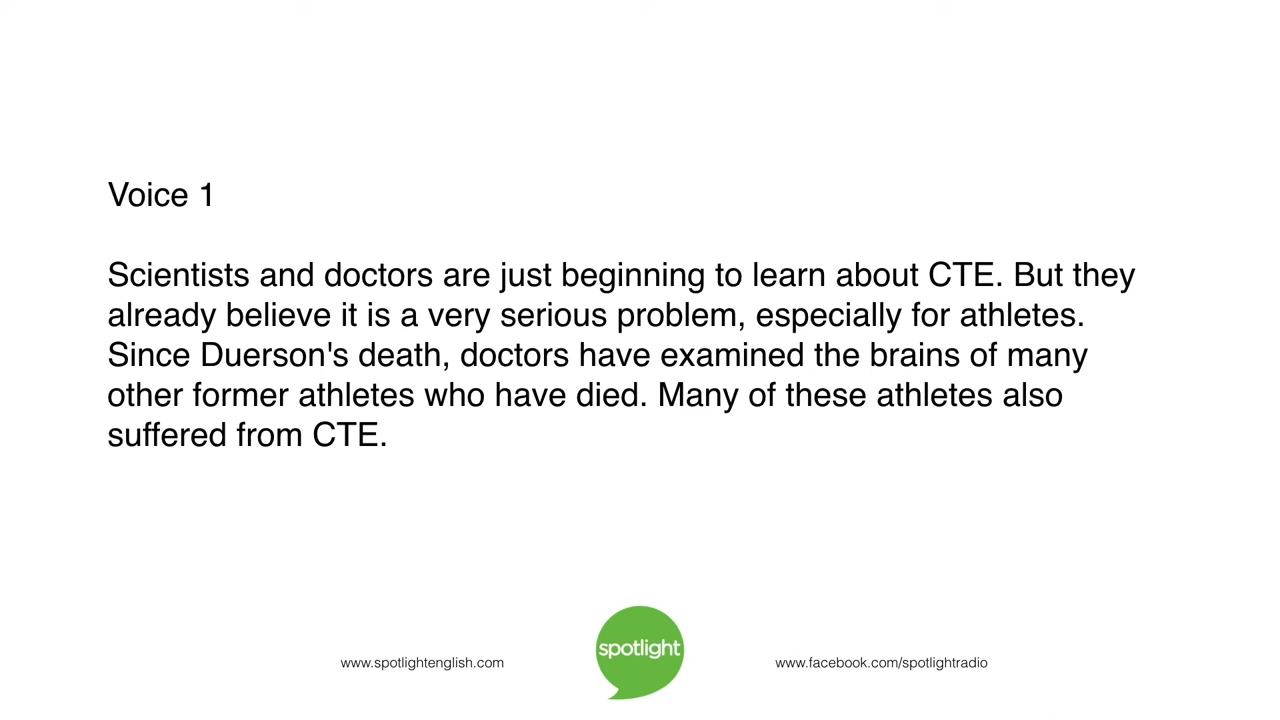 Voice 1
Scientists and doctors are just beginning to learn about CTE. But they
already believe it is a very serious problem, especially for athletes.
Since Duerson's death, doctors have examined the brains of many
other former athletes who have died. Many of these athletes also
suffered from CTE.
www.spotlightenglish.com
spotlight
www.facebook.com/spotlightradio